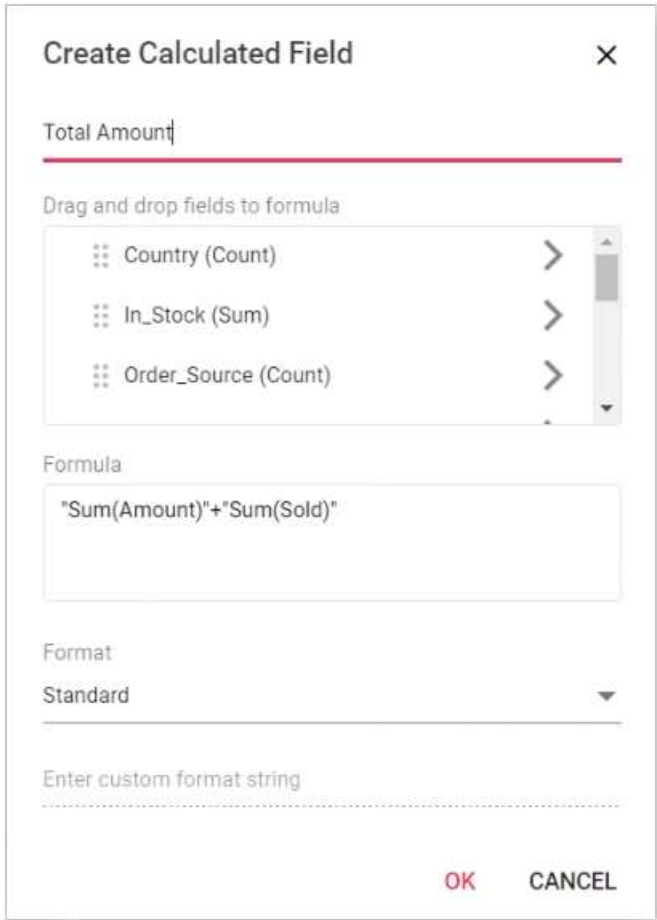 Create Calculated Field
Total Amount
Drag and drop fields to formula
Country (Count)
In_Stock (Sum)
Order_Source (Count)
Formula
"Sum(Amount)"+"Sum(Sold)"
Format
Standard
Enter custom format string
OK CANCEL